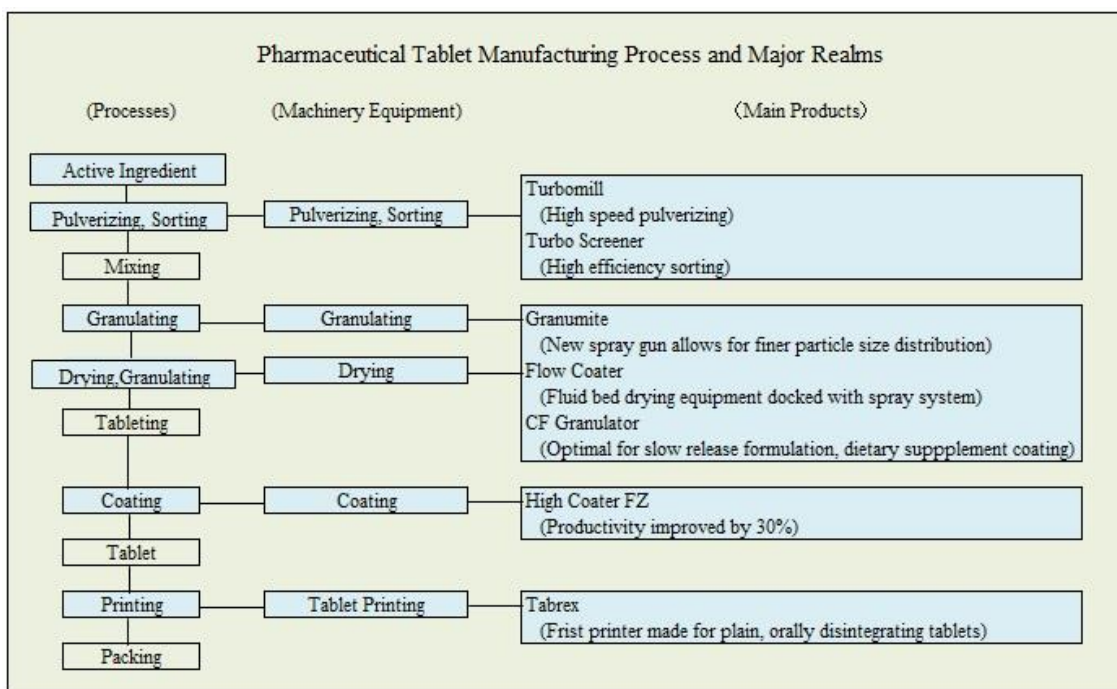 Pharmaceutical Tablet Manufacturing Process and Major Realms
(Processes)
(Machinery Equipment)
(Main Products)
Active Ingredient
Pulverizing, Sorting
Pulverizing, Sorting
Turbomill
(High speed pulverizing)
Turbo Screener
(High efficiency sorting)
Mixing
Granulating
Granulating
Granumite
(New spray gun allows for finer particle size distribution)
Drying,Granulating
Drying
Flow Coater
(Fluid bed drying equipment docked with spray system)
CF Granulator
(Optimal for slow release formulation, dietary suppplement coating)
Tableting
Coating
Coating
High Coater FZ
(Productivity improved by 30%)
Tablet
Printing
Tablet Printing
Tabrex
(Frist printer made for plain, orally disintegrating tablets)
Packing